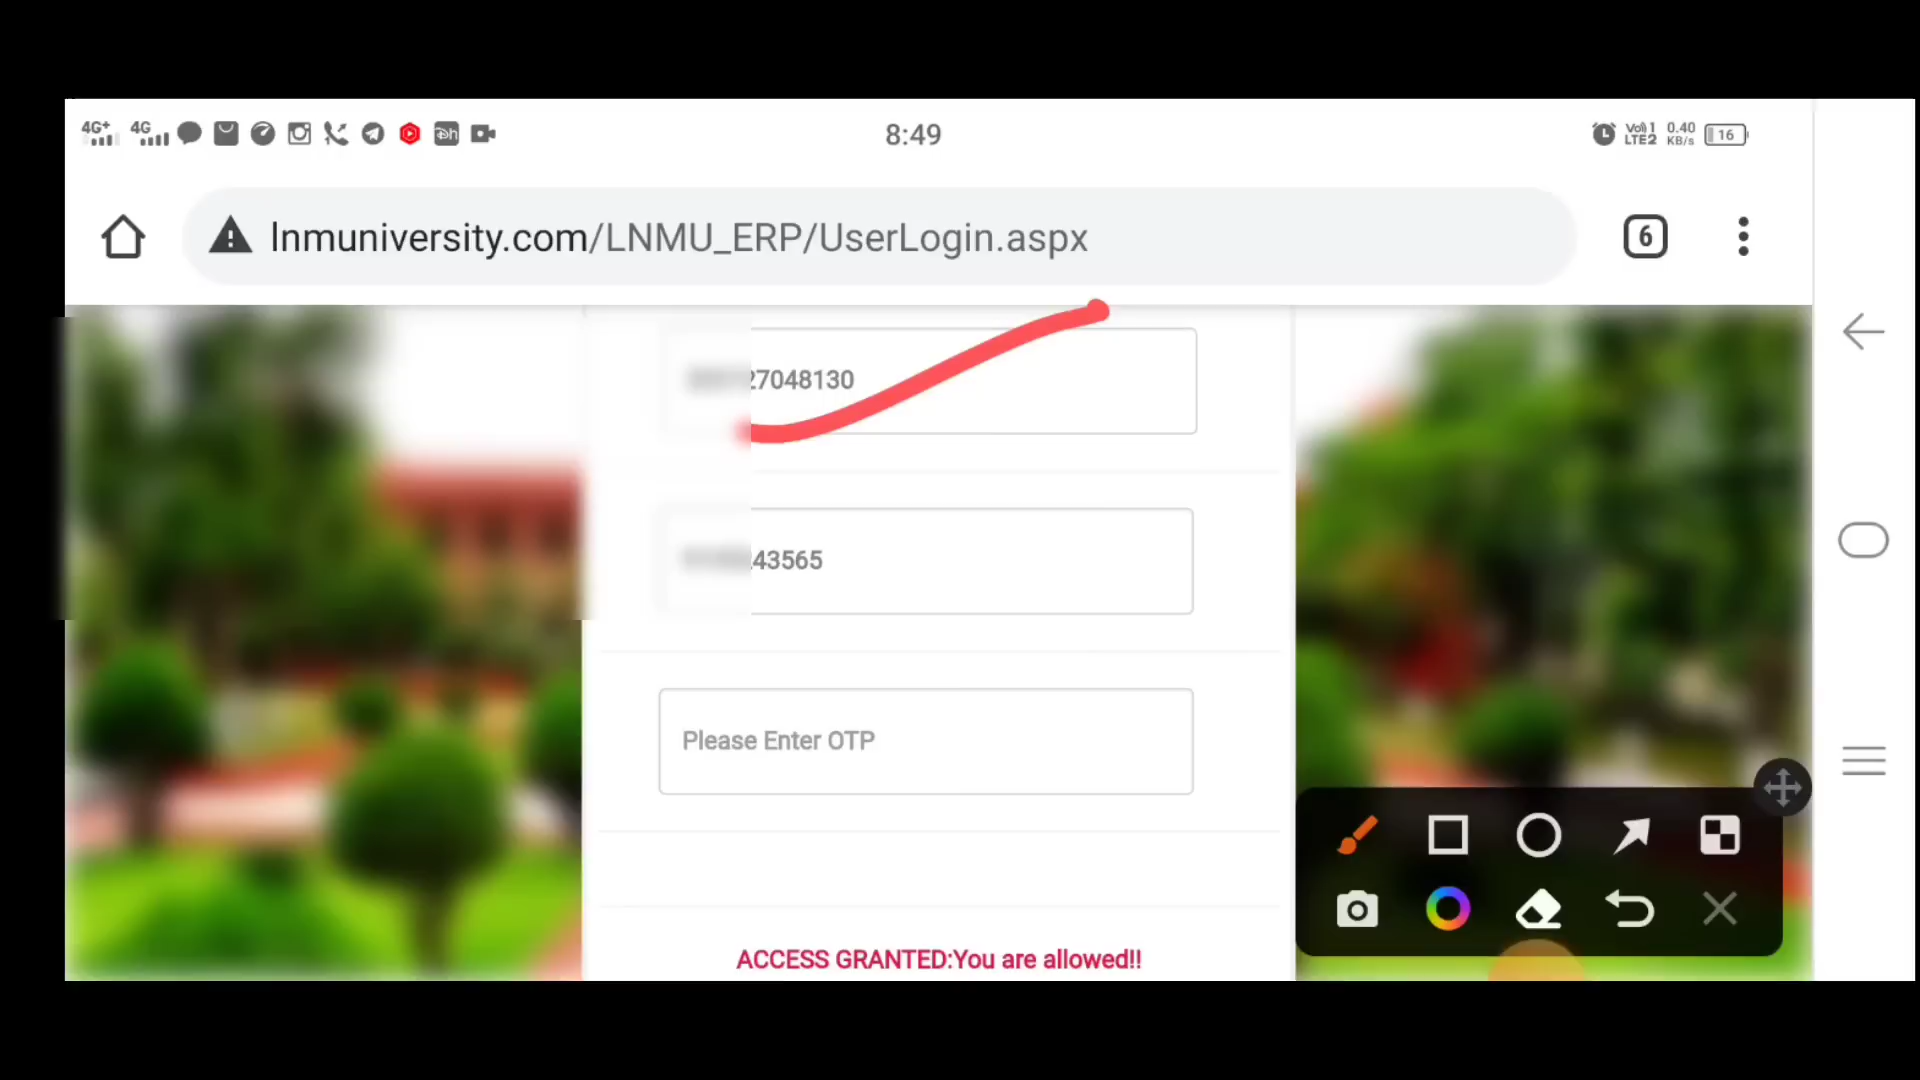 4G+ 4G 8:49 Vo))1 LTE2 0.40 KB/s 16
lnmuniversity.com/LNMU_ERP/UserLogin.aspx 6
27048130
43565
Please Enter OTP
ACCESS GRANTED:You are allowed!!